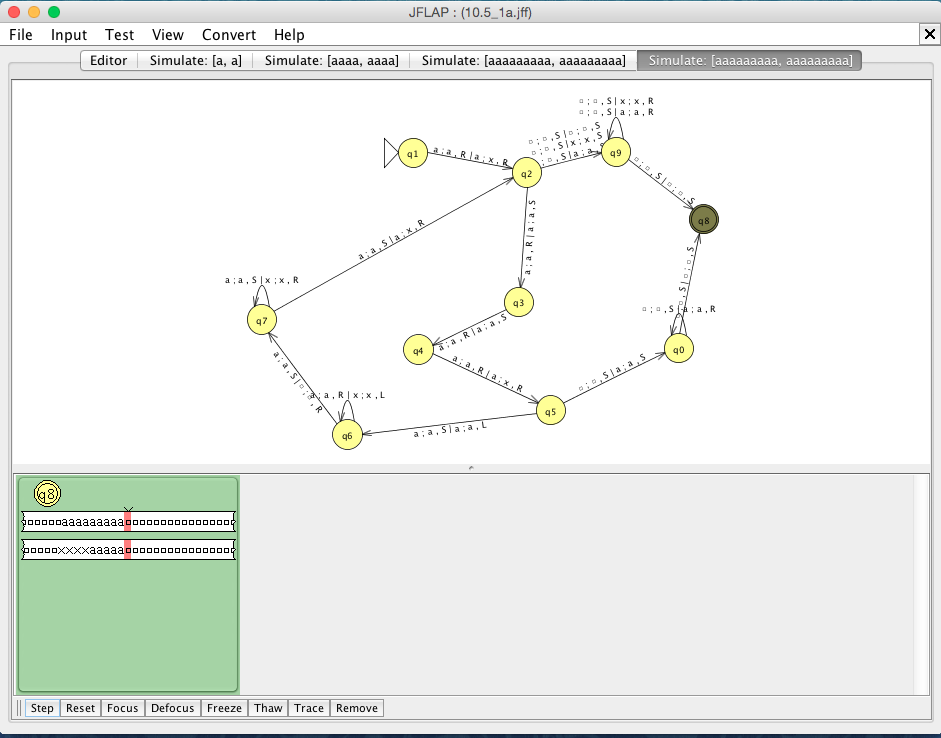 JFLAP : (10.5_1a.jff)
File Input Test View Convert Help
Editor Simulate: [a, a] Simulate: [aaaa, aaaa] Simulate: [aaaaaaaaa, aaaaaaaaa] Simulate: [aaaaaaaaa, aaaaaaaaa]
□;□,S|x;x,R
□;□,S|a;a,R
□;□,S|□;□,S
□;□,S|x;x,S
q1
a;a,R|a;x,R
q2
q9
□;□,S|□;□,S
q8
a;a,R|a;a,S
a;a,S|a;x,R
a;a,S|x;x,R
q7
q3
□;□,S|a;a,R
a;a,R|a;a,S
q4
q0
a;a,R|a;x,R
□;□,S|a;a,S
q5
a;a,R|x;x,L
a;a,S|a;a,L
q6
q8
□□□□□aaaaaaaaa□□□□□□□□□□□□□□□□
□□□□□xxxxaaaaa□□□□□□□□□□□□□□□□
Step Reset Focus Defocus Freeze Thaw Trace Remove